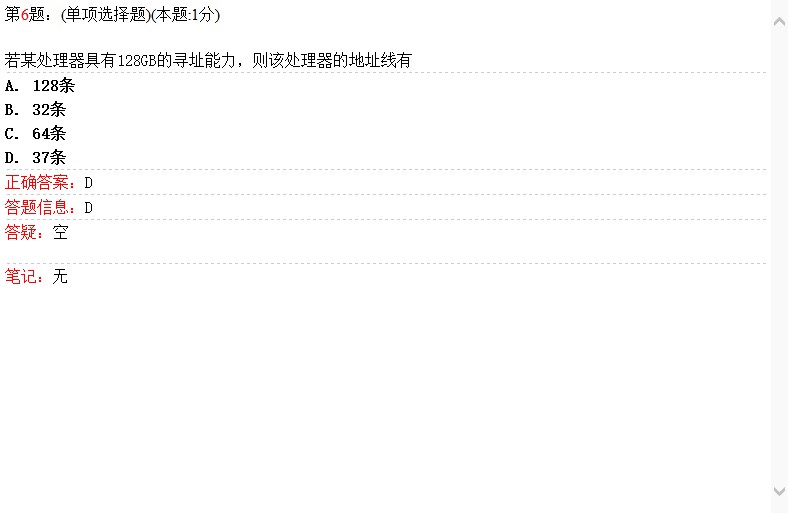 第6题：(单项选择题)(本题:1分)
若某处理器具有128GB的寻址能力，则该处理器的地址线有
A. 128条
B. 32条
C. 64条
D. 37条
正确答案：D
答题信息：D
答疑：空
笔记：无